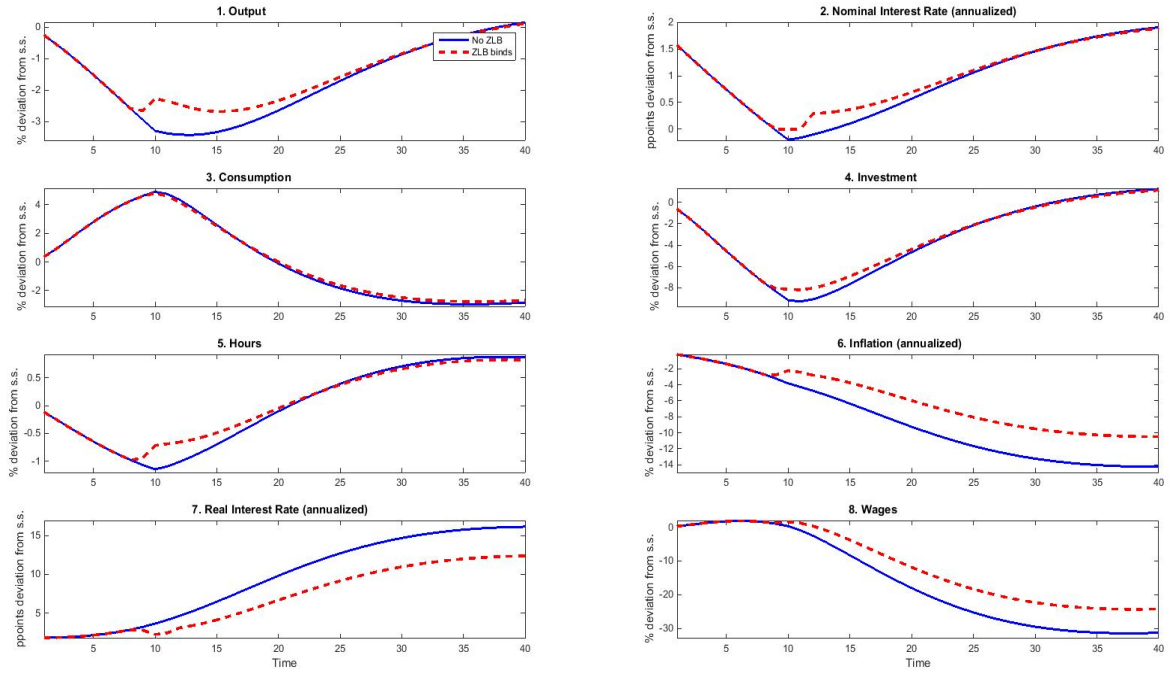 1. Output
% deviation from s.s.
0
-1
-2
-3
No ZLB
ZLB binds
5 10 15 20 25 30 35 40
2. Nominal Interest Rate (annualized)
ppoints deviation from s.s.
2
1.5
1
0.5
0
5 10 15 20 25 30 35 40
3. Consumption
% deviation from s.s.
4
2
0
-2
5 10 15 20 25 30 35 40
4. Investment
% deviation from s.s.
0
-2
-4
-6
-8
5 10 15 20 25 30 35 40
5. Hours
% deviation from s.s.
0.5
0
-0.5
-1
5 10 15 20 25 30 35 40
6. Inflation (annualized)
% deviation from s.s.
-2
-4
-6
-8
-10
-12
-14
5 10 15 20 25 30 35 40
7. Real Interest Rate (annualized)
ppoints deviation from s.s.
15
10
5
5 10 15 20 25 30 35 40
Time
8. Wages
% deviation from s.s.
0
-10
-20
-30
5 10 15 20 25 30 35 40
Time